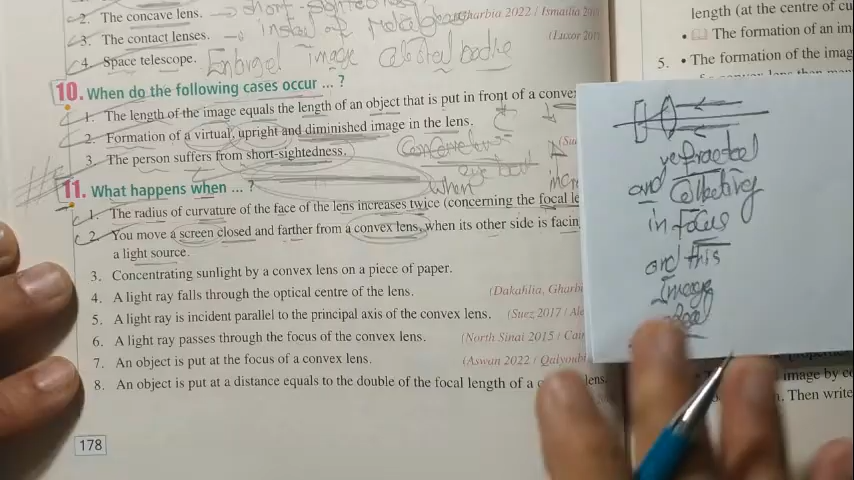 2. The concave lens. → short-sightedness
Gharbia 2022 / Ismailia 20
3. The contact lenses. → instead of
(Luxor 201
4. Space telescope. Enlarged image celestial bodie
10. When do the following cases occur ... ?
1. The length of the image equals the length of an object that is put in front of a conve
2. Formation of a virtual, upright and diminished image in the lens.
3 The person suffers from short-sightedness.
11. What happens when ... ?
when
1. The radius of curvature of the face of the lens increases twice (concerning the focal le
2. You move a screen closed and farther from a convex lens, when its other side is facin
a light source.
3. Concentrating sunlight by a convex lens on a piece of paper.
4. A light ray falls through the optical centre of the lens. (Dakahlia, Gharbi
5. A light ray is incident parallel to the principal axis of the convex lens. (Suez 2017 / Ale
6. A light ray passes through the focus of the convex lens. (North Sinai 2015 / Cai
7. An object is put at the focus of a convex lens. (Aswan 2022 / Qalyoubi
8. An object is put at a distance equals to the double of the focal length of a lens.
178
length (at the centre of cu
• The formation of an im
5. • The formation of the imag
refracted
and Collecting
in focus
and this
Image
image by co
. Then write